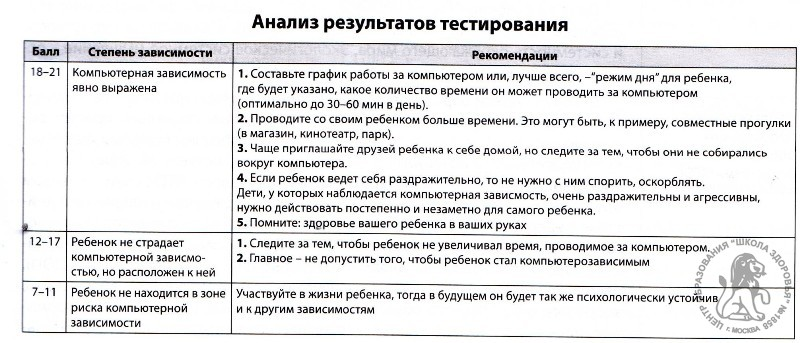 Анализ результатов тестирования
Балл Степень зависимости Рекомендации
18–21 Компьютерная зависимость
явно выражена
1. Составьте график работы за компьютером или, лучше всего, –"режим дня" для ребенка,
где будет указано, какое количество времени он может проводить за компьютером
(оптимально до 30–60 мин в день).
2. Проводите со своим ребенком больше времени. Это могут быть, к примеру, совместные прогулки
(в магазин, кинотеатр, парк).
3. Чаще приглашайте друзей ребенка к себе домой, но следите за тем, чтобы они не собирались
вокруг компьютера.
4. Если ребенок ведет себя раздражительно, то не нужно с ним спорить, оскорблять.
Дети, у которых наблюдается компьютерная зависмость, очень раздражительны и агрессивны,
нужно действовать постепенно и незаметно для самого ребенка.
5. Помните: здоровье вашего ребенка в ваших руках
12–17 Ребенок не страдает
компьютерной зависимо-
стью, но расположен к ней
1. Следите за тем, чтобы ребенок не увеличивал время, проводимое за компьютером.
2. Главное – не допустить того, чтобы ребенок стал компьютерозависимым
7–11 Ребенок не находится в зоне
риска компьютерной
зависимости
Участвуйте в жизни ребенка, тогда в будущем он будет так же психологически устойчив
и к другим зависимостям
ЦЕНТР ОБРАЗОВАНИЯ "ШКОЛА ЗДОРОВЬЯ" №1858
г. МОСКВА